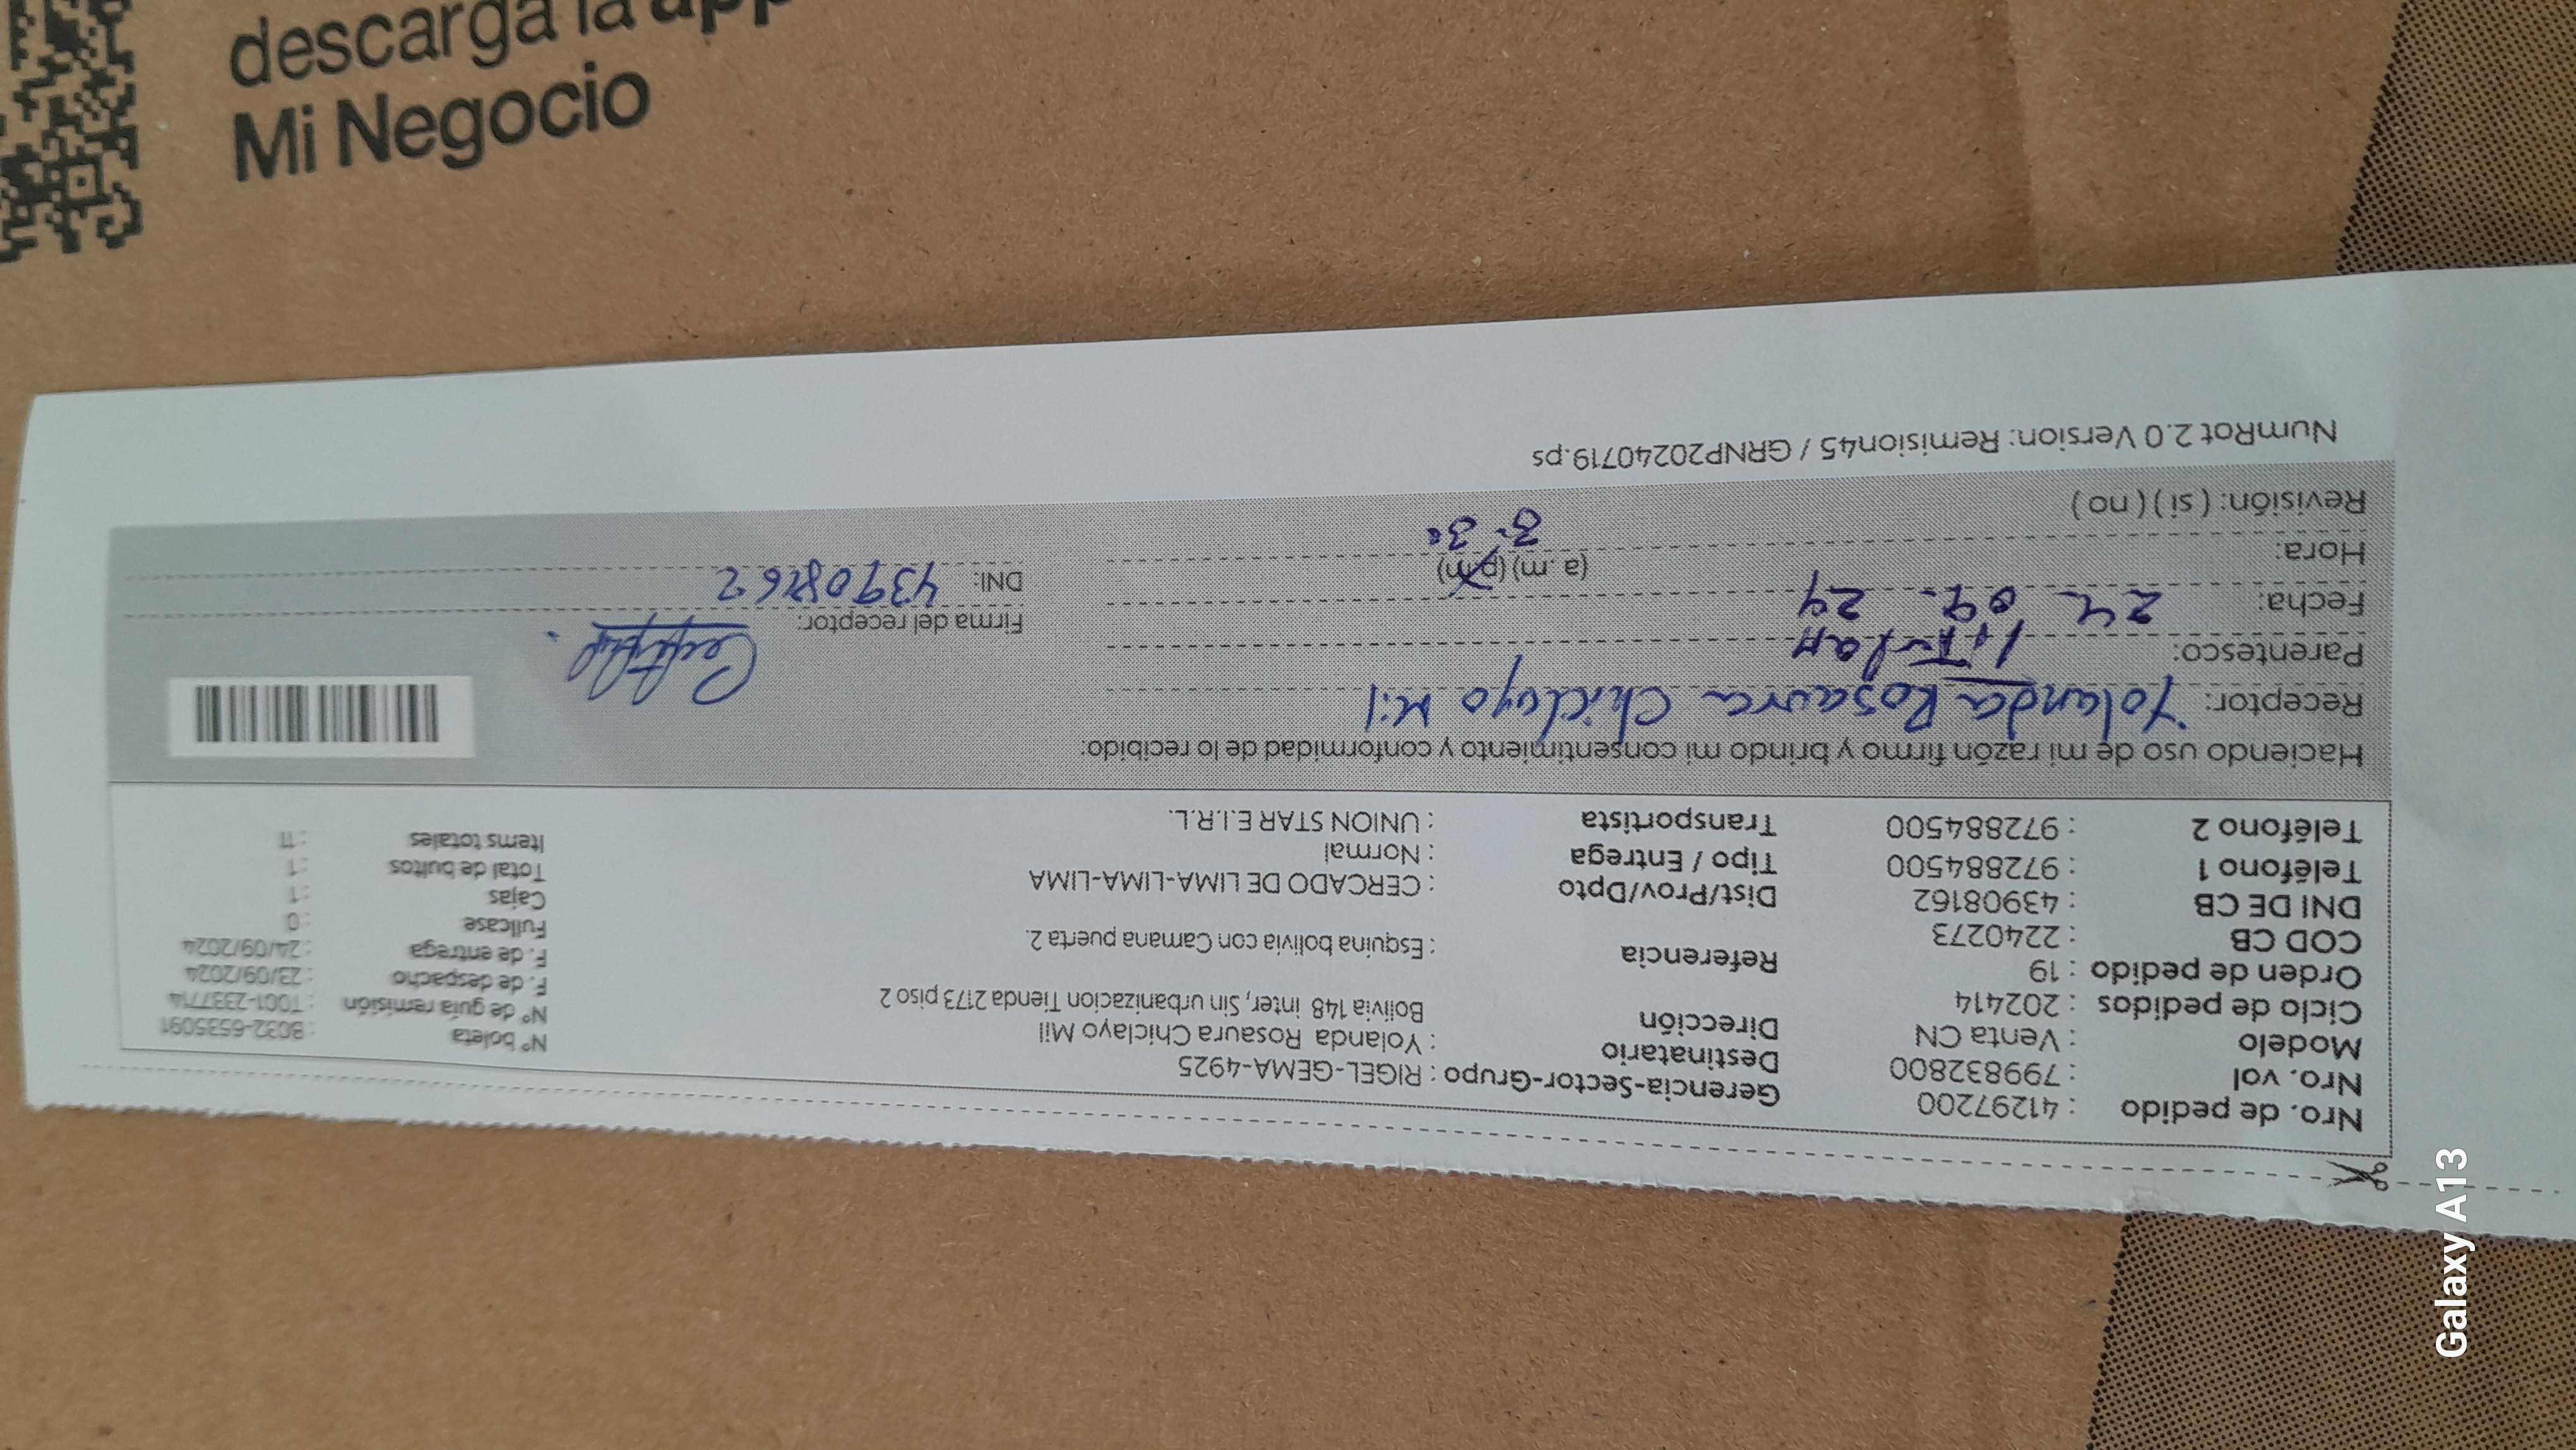 descarga la app
Mi Negocio
Nro. de pedido : 41297200
Nro. vol : 799832800
Modelo : Venta CN
Ciclo de pedidos : 202414
Orden de pedido : 19
COD CB : 2240273
DNI DE CB : 43908162
Teléfono 1 : 972884500
Teléfono 2 : 972884500
Gerencia-Sector-Grupo : RIGEL-GEMA-4925
Destinatario : Yolanda Rosaura Chiclayo Mil
Dirección Bolivia 148 inter, Sin urbanizacion Tienda 2173 piso 2
Referencia : Esquina bolivia con Camana puerta 2.
Dist/Prov/Dpto : CERCADO DE LIMA-LIMA-LIMA
Tipo / Entrega : Normal
Transportista : UNION STAR E.I.R.L.
N° boleta : B032-6535091
N° de guía remisión : T001-2337714
F. de despacho : 23/09/2024
F. de entrega : 24/09/2024
Fullcase : 0
Cajas : 1
Total de bultos : 1
Items totales : 11
Haciendo uso de mi razón firmo y brindo mi consentimiento y conformidad de lo recibido:
Receptor: Yolanda Rosaura Chiclayo Mil
Parentesco: Titular
Fecha: 24. 09. 24
Hora: (a. m) (p. m) 3:30
Revisión: ( si ) ( no )
Firma del receptor:
DNI: 43908162
NumRot 2.0 Version: Remision45 / GRNP20240719.ps
Galaxy A13